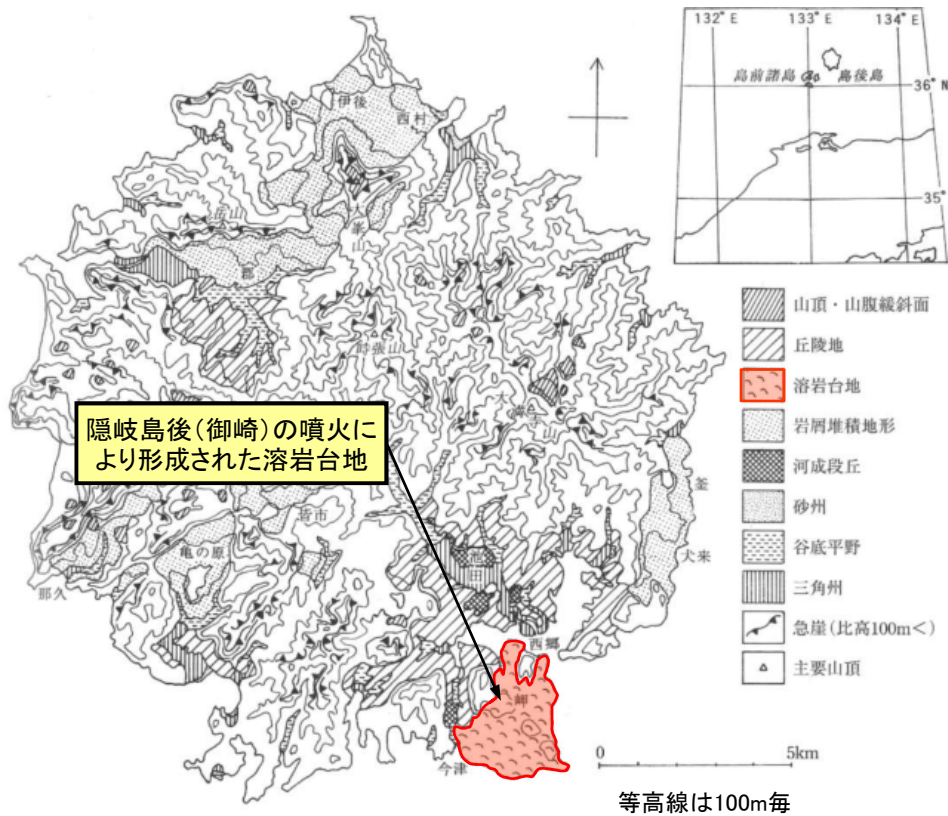 132°E
133°E
134°E
島前諸島
島後島
36°N
35°
伊後
西村
大峯山
郡
時張山
隠岐島後(御崎)の噴火に
より形成された溶岩台地
皆市
亀の原
那久
釜
犬来
西郷
岬
今津
山頂・山腹緩斜面
丘陵地
溶岩台地
岩屑堆積地形
河成段丘
砂州
谷底平野
三角州
急崖(比高100m<)
主要山頂
0
5km
等高線は100m毎